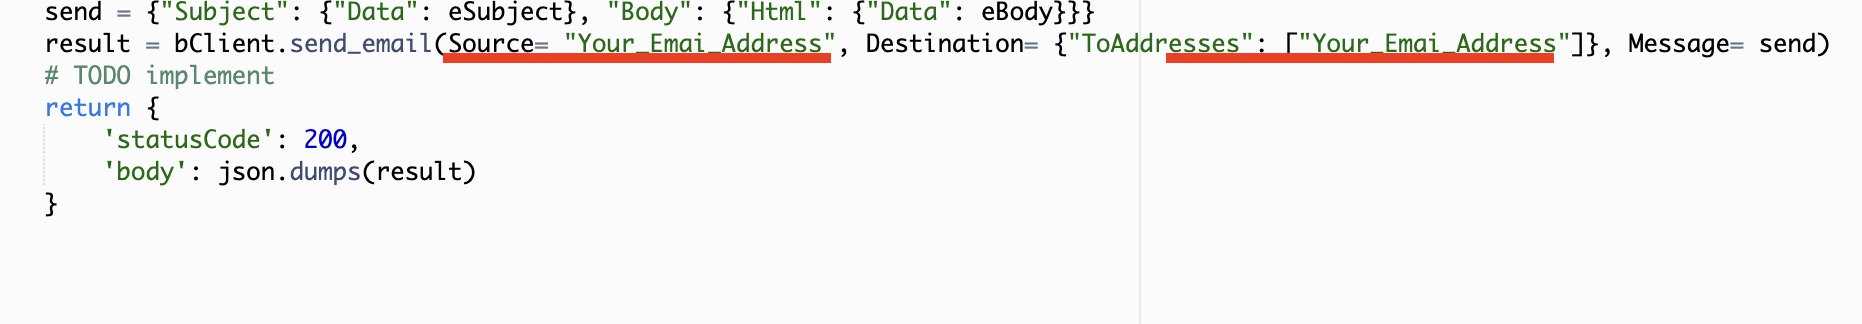 send = {"Subject": {"Data": eSubject}, "Body": {"Html": {"Data": eBody}}}
result = bClient.send_email(Source= "Your_Emai_Address", Destination= {"ToAddresses": ["Your_Emai_Address"]}, Message= send)
# TODO implement
return {
    'statusCode': 200,
    'body': json.dumps(result)
}